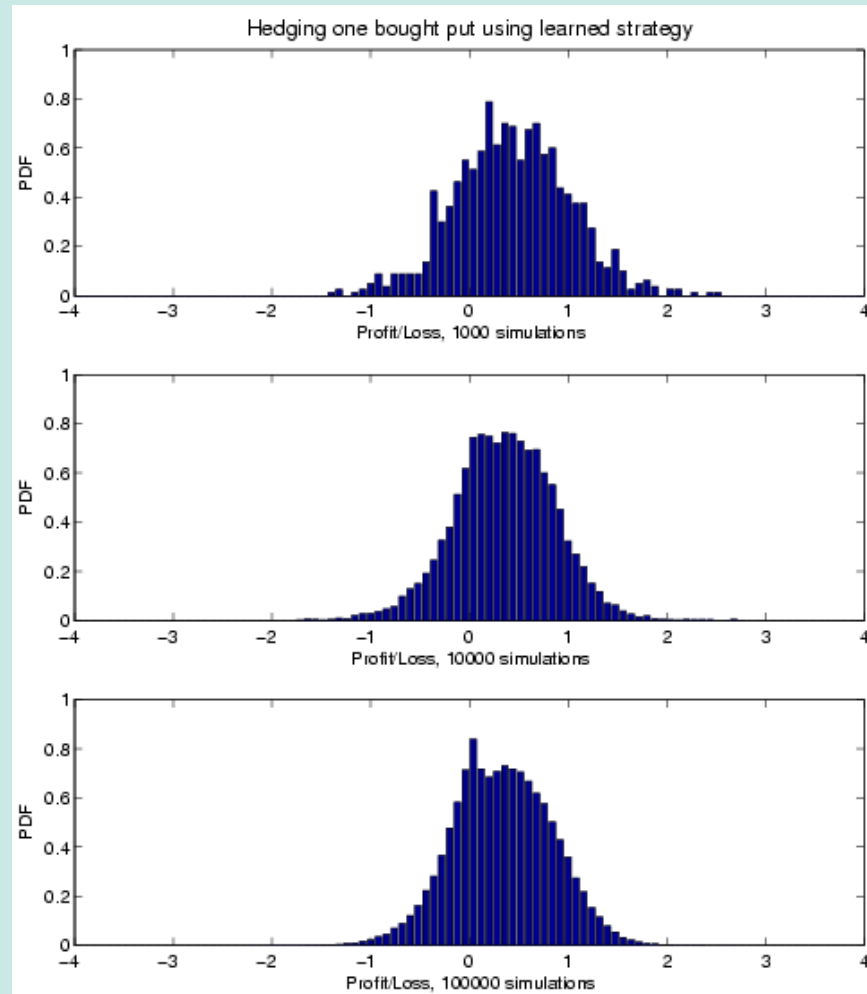 Hedging one bought put using learned strategy
1
0.8
0.6
0.4
0.2
0
PDF
−4 −3 −2 −1 0 1 2 3 4
Profit/Loss, 1000 simulations
1
0.8
0.6
0.4
0.2
0
PDF
−4 −3 −2 −1 0 1 2 3 4
Profit/Loss, 10000 simulations
1
0.8
0.6
0.4
0.2
0
PDF
−4 −3 −2 −1 0 1 2 3 4
Profit/Loss, 100000 simulations